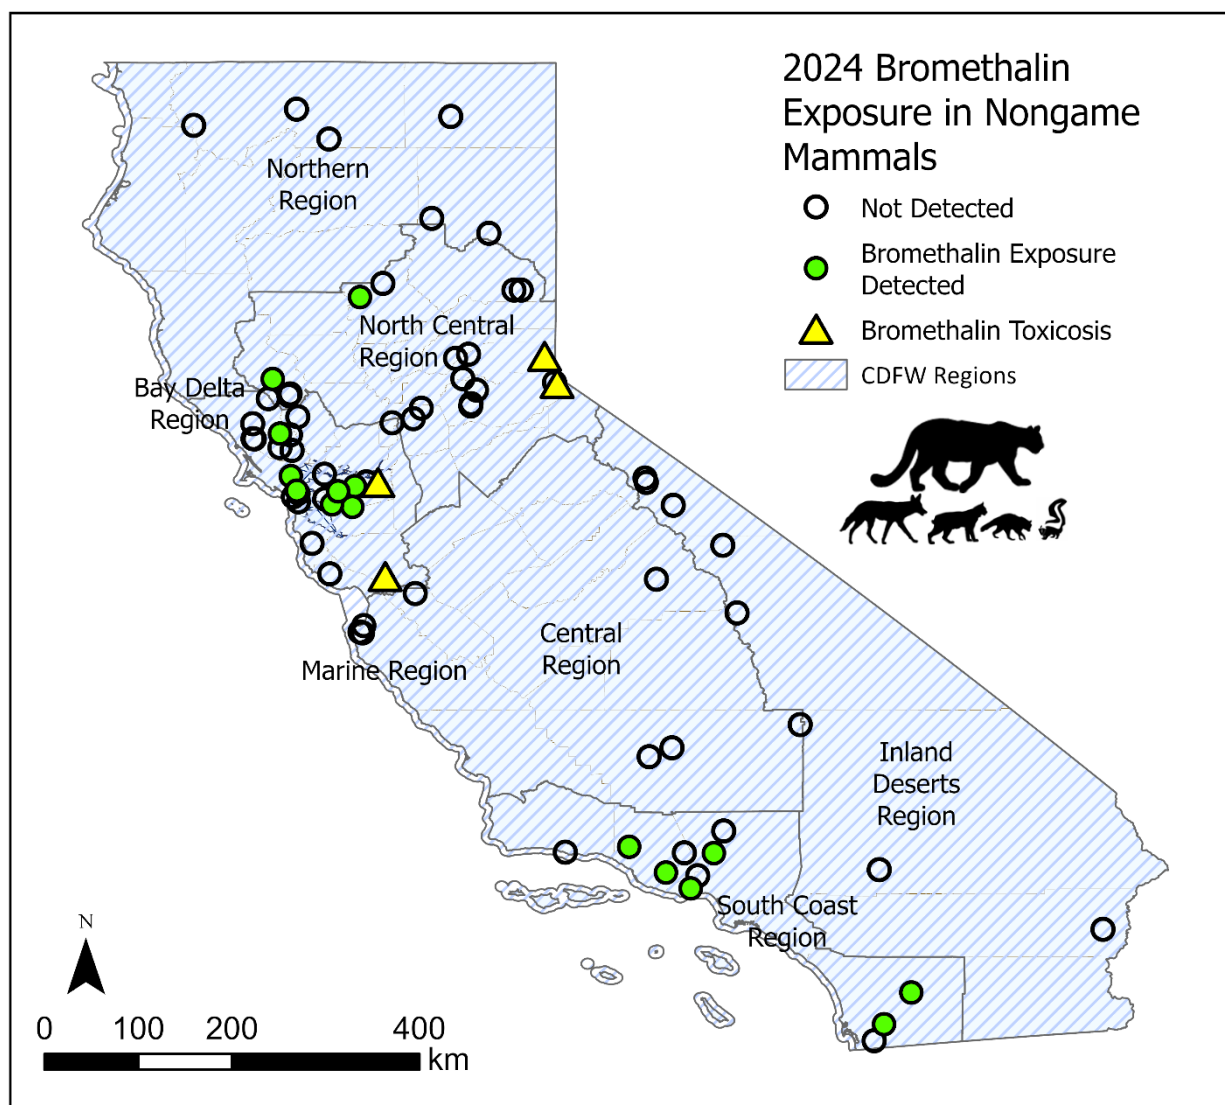 2024 Bromethalin
Exposure in Nongame
Mammals
Not Detected
Bromethalin Exposure
Detected
Bromethalin Toxicosis
CDFW Regions
Northern
Region
North Central
Region
Bay Delta
Region
Central
Region
Marine Region
Inland
Deserts
Region
South Coast
Region
N
0 100 200 400
km